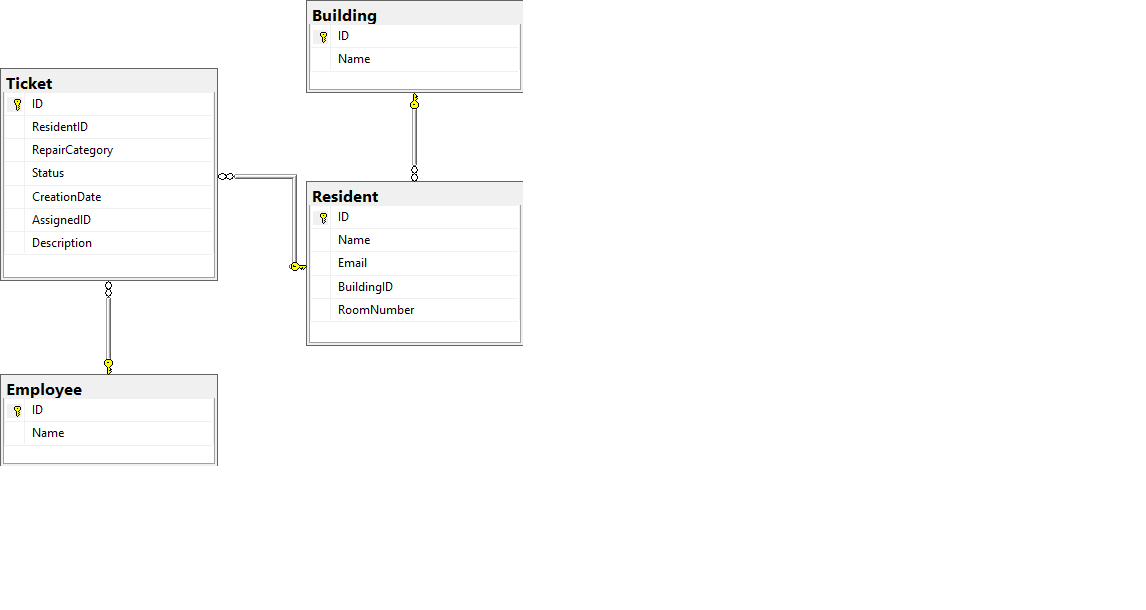 Building
ID
Name
Ticket
ID
ResidentID
RepairCategory
Status
CreationDate
AssignedID
Description
Resident
ID
Name
Email
BuildingID
RoomNumber
Employee
ID
Name